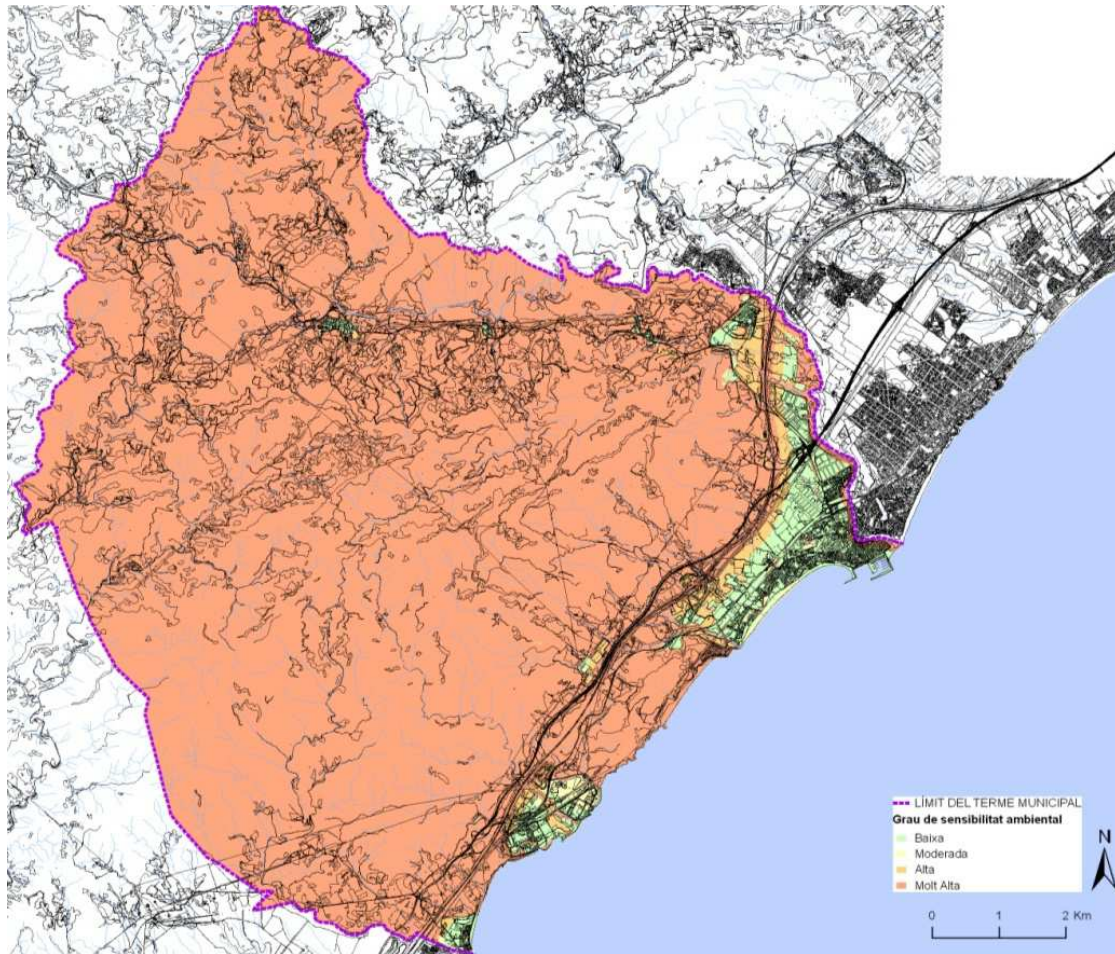 LÍMIT DEL TERME MUNICIPAL
Grau de sensibilitat ambiental
Baixa
Moderada
Alta
Molt Alta
N
0 1 2 Km